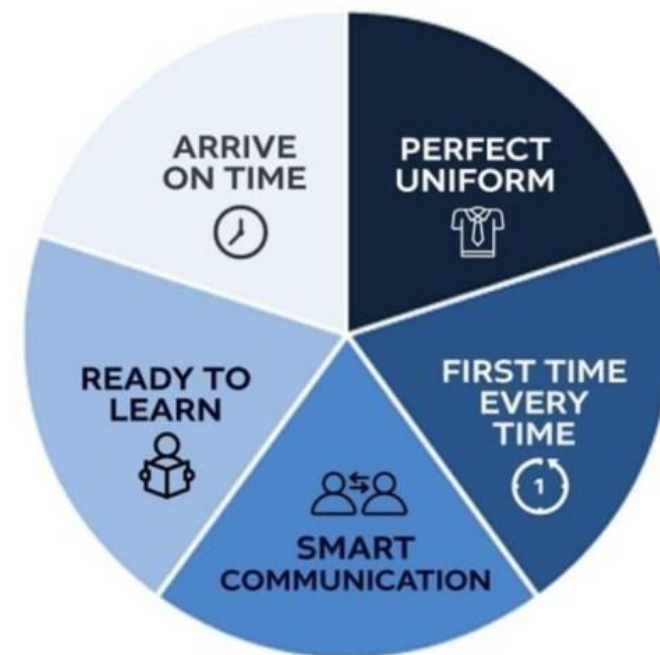 ARRIVE
ON TIME
PERFECT
UNIFORM
READY TO
LEARN
FIRST TIME
EVERY
TIME
1
SMART
COMMUNICATION